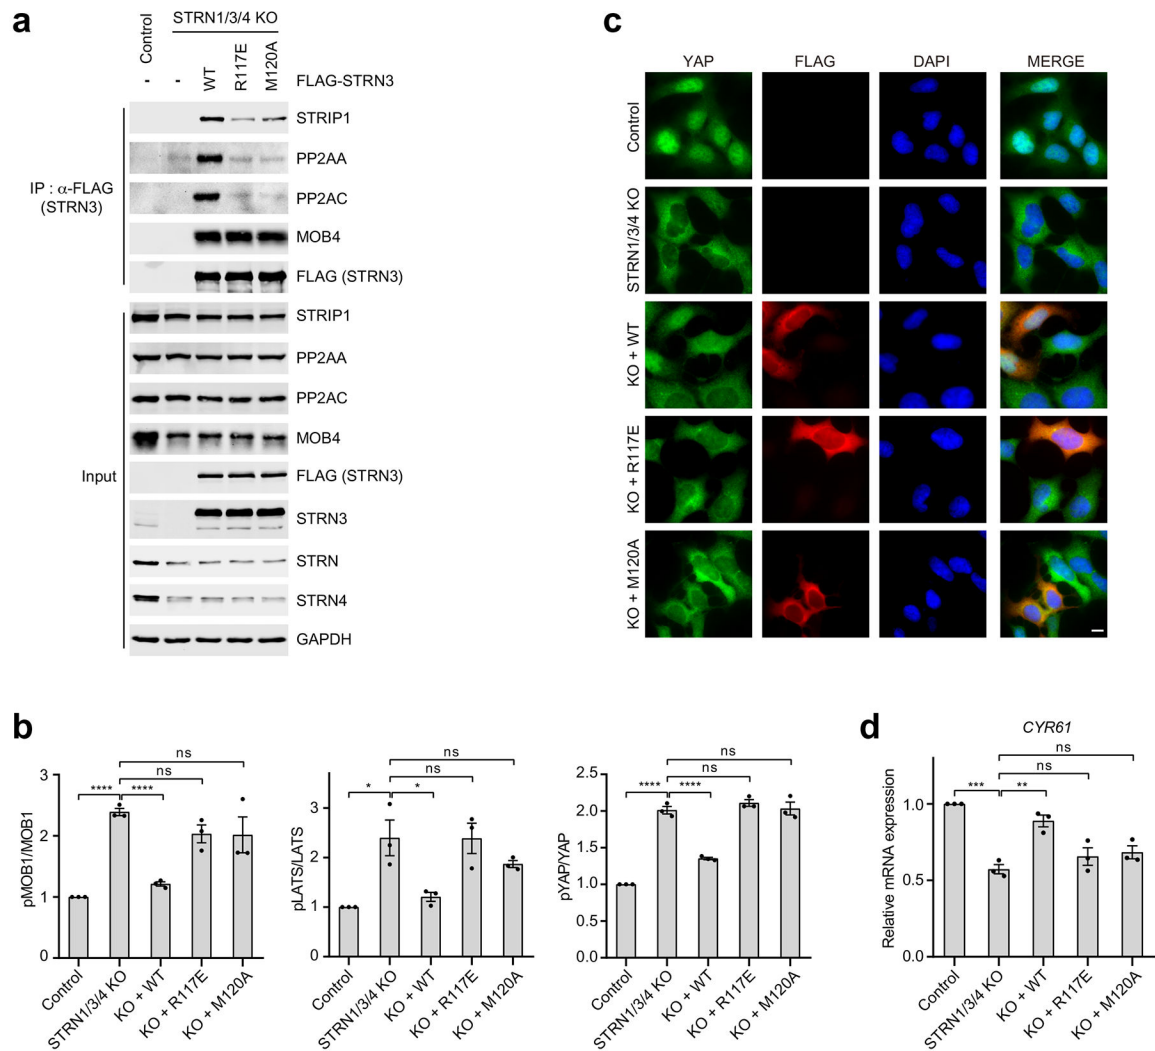 a
Control
STRN1/3/4 KO
- - WT R117E M120A FLAG-STRN3
IP : α-FLAG
(STRN3)
STRIP1
PP2AA
PP2AC
MOB4
FLAG (STRN3)
Input
STRIP1
PP2AA
PP2AC
MOB4
FLAG (STRN3)
STRN3
STRN
STRN4
GAPDH
c
YAP FLAG DAPI MERGE
Control
STRN1/3/4 KO
KO + WT
KO + R117E
KO + M120A
b
pMOB1/MOB1
3
2
1
0
ns
ns
**** ****
Control
STRN1/3/4 KO
KO + WT
KO + R117E
KO + M120A
pLATS/LATS
3
2
1
0
ns
ns
* *
Control
STRN1/3/4 KO
KO + WT
KO + R117E
KO + M120A
pYAP/YAP
2.5
2.0
1.5
1.0
0.5
0.0
ns
ns
**** ****
Control
STRN1/3/4 KO
KO + WT
KO + R117E
KO + M120A
d
CYR61
Relative mRNA expression
1.0
0.5
0.0
ns
ns
*** **
Control
STRN1/3/4 KO
KO + WT
KO + R117E
KO + M120A